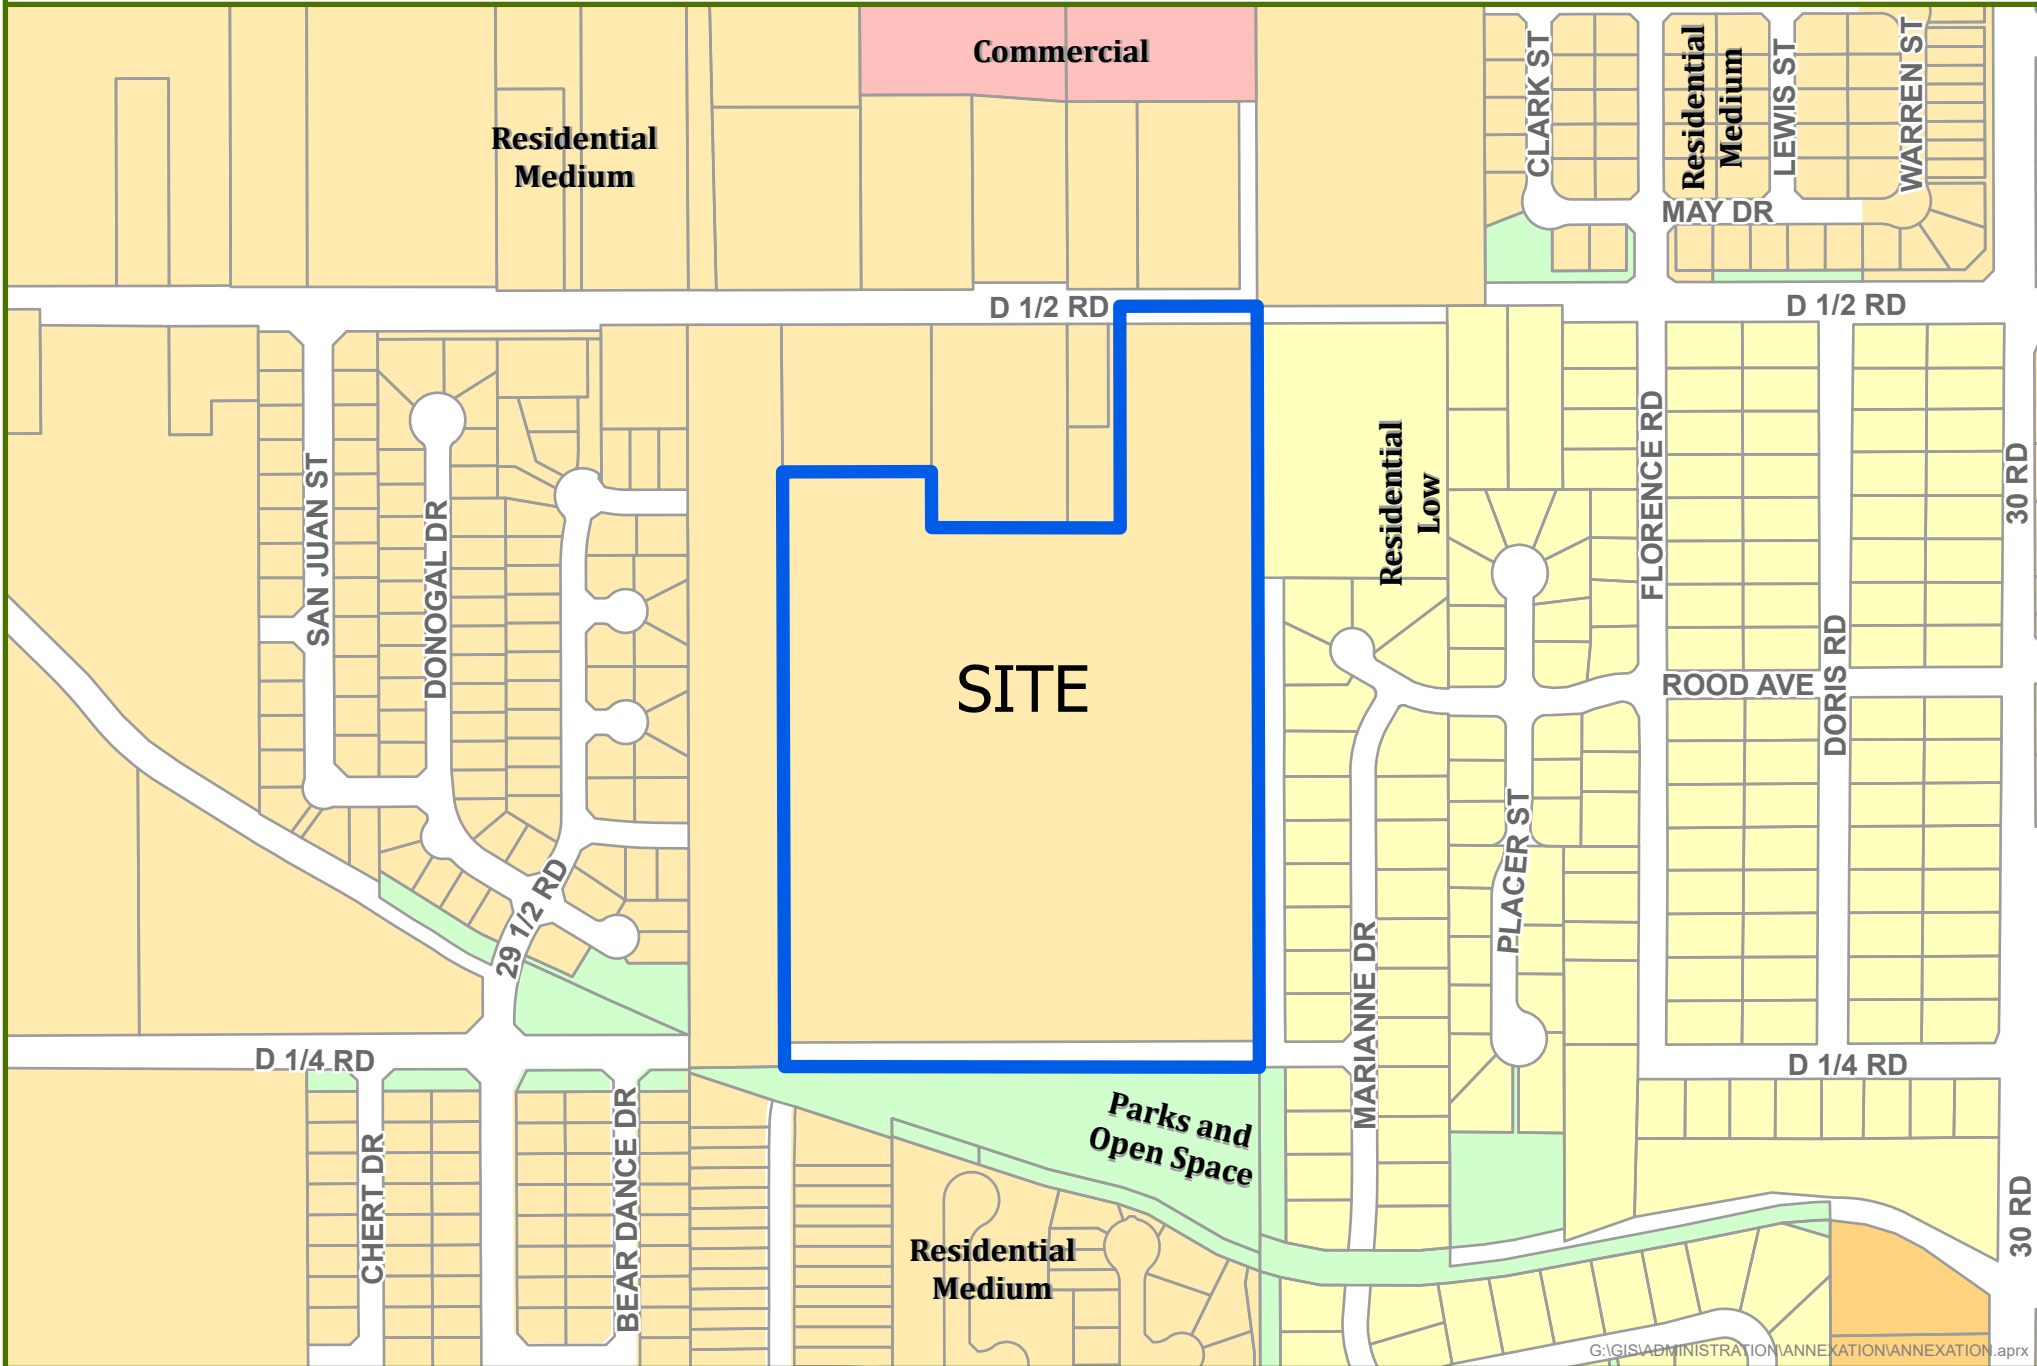 Commercial
Residential
Medium
CLARK ST
Residential
Medium
LEWIS ST
WARREN ST
MAY DR
D 1/2 RD
D 1/2 RD
SAN JUAN ST
DONOGAL DR
Residential
Low
FLORENCE RD
30 RD
SITE
ROOD AVE
DORIS RD
PLACER ST
29 1/2 RD
MARIANNE DR
D 1/4 RD
D 1/4 RD
CHERT DR
BEAR DANCE DR
Parks and
Open Space
Residential
Medium
30 RD
G:\GIS\ADMINISTRATION\ANNEXATION\ANNEXATION.aprx